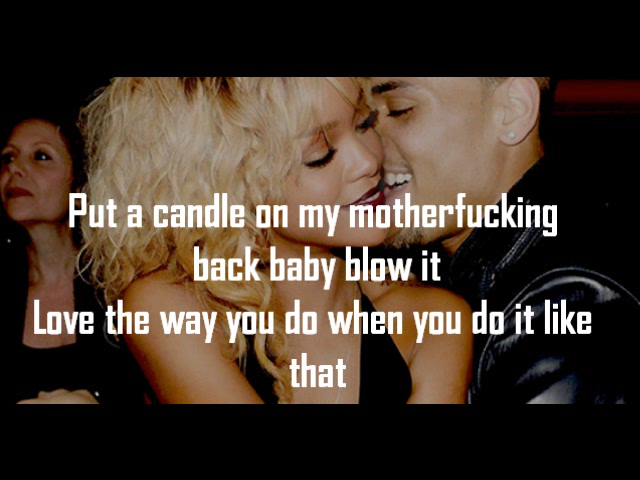 Put a candle on my motherfucking
back baby blow it
Love the way you do when you do it like
that